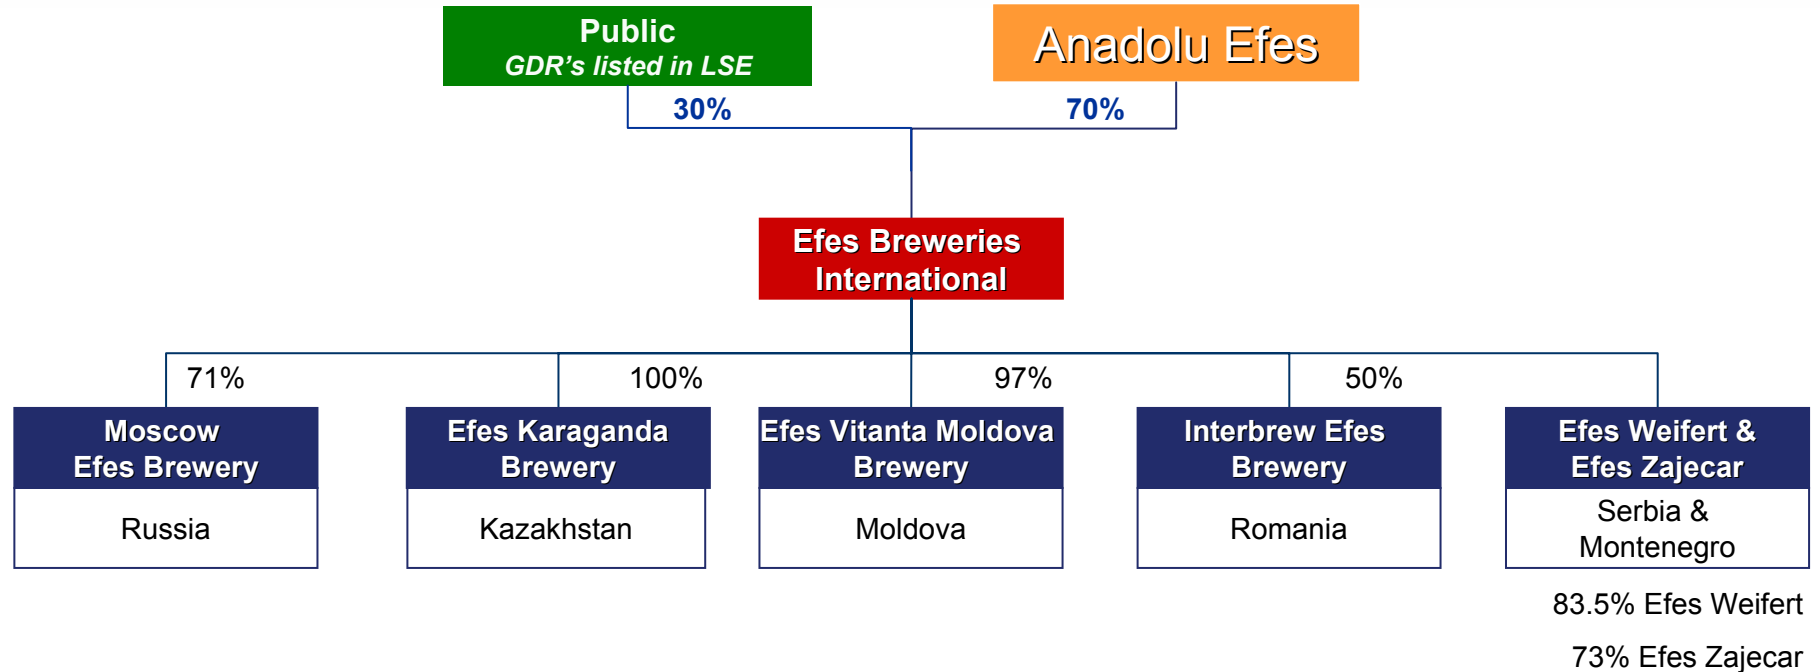 Public
GDR's listed in LSE
Anadolu Efes
30%
70%
Efes Breweries
International
71%
100%
97%
50%
Moscow
Efes Brewery
Efes Karaganda
Brewery
Efes Vitanta Moldova
Brewery
Interbrew Efes
Brewery
Efes Weifert &
Efes Zajecar
Russia
Kazakhstan
Moldova
Romania
Serbia &
Montenegro
83.5% Efes Weifert
73% Efes Zajecar